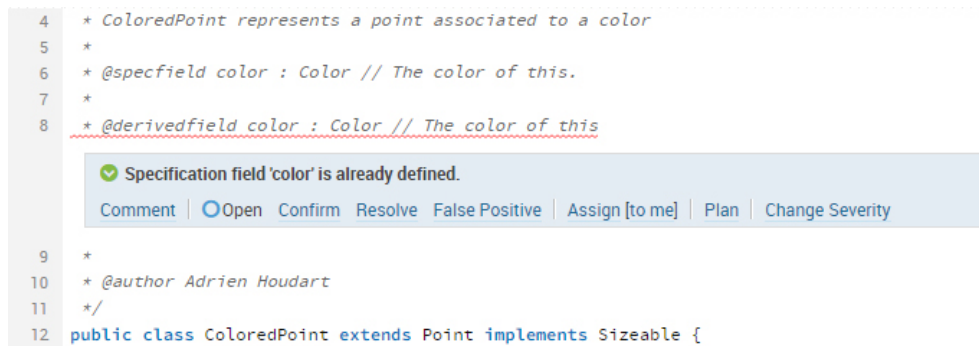 4 * ColoredPoint represents a point associated to a color
5 *
6 * @specfield color : Color // The color of this.
7 *
8 * @derivedfield color : Color // The color of this
Specification field 'color' is already defined.
Comment Open Confirm Resolve False Positive Assign [to me] Plan Change Severity
9 *
10 * @author Adrien Houdart
11 */
12 public class ColoredPoint extends Point implements Sizeable {